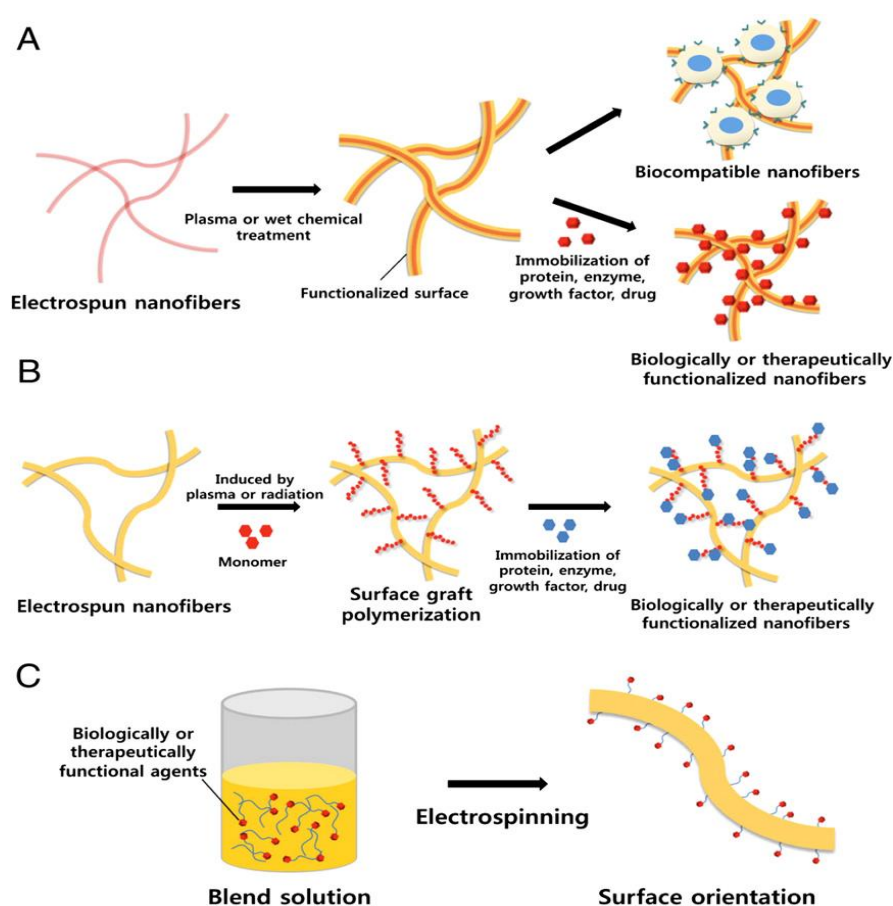 A
Biocompatible nanofibers
Plasma or wet chemical
treatment
Immobilization of
protein, enzyme,
growth factor, drug
Functionalized surface
Electrospun nanofibers
Biologically or therapeutically
functionalized nanofibers
B
Induced by
plasma or radiation
Monomer
Immobilization of
protein, enzyme,
growth factor, drug
Electrospun nanofibers
Surface graft
polymerization
Biologically or therapeutically
functionalized nanofibers
C
Biologically or
therapeutically
functional agents
Electrospinning
Blend solution
Surface orientation